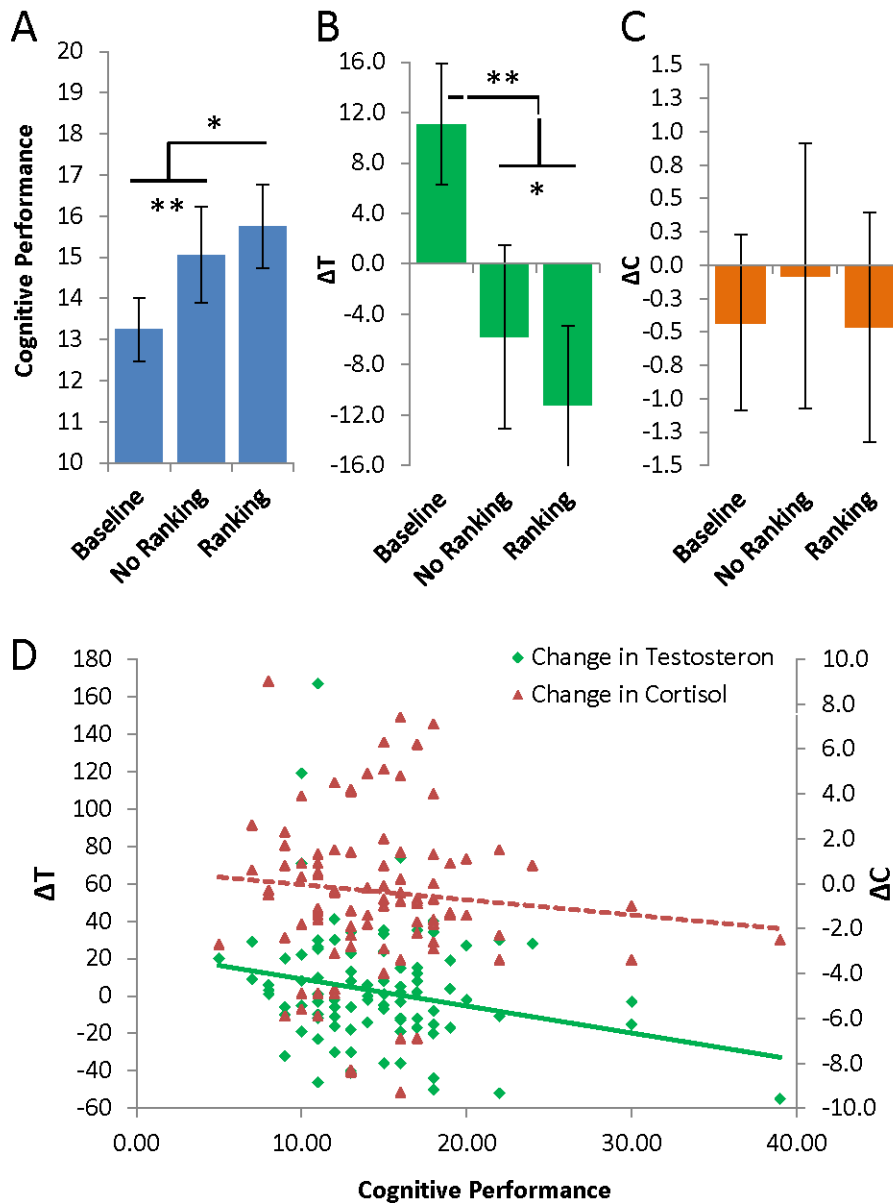 A
20
19
18
17
16
15
14
13
12
11
10
Cognitive Performance
*
**
Baseline
No Ranking
Ranking
B
16.0
12.0
8.0
4.0
0.0
-4.0
-8.0
-12.0
-16.0
ΔT
**
*
Baseline
No Ranking
Ranking
C
1.5
1.3
1.0
0.8
0.5
0.3
0.0
-0.3
-0.5
-0.8
-1.0
-1.3
-1.5
ΔC
Baseline
No Ranking
Ranking
D
180
160
140
120
100
80
60
40
20
0
-20
-40
-60
ΔT
Change in Testosteron
Change in Cortisol
10.0
8.0
6.0
4.0
2.0
0.0
-2.0
-4.0
-6.0
-8.0
-10.0
ΔC
0.00 10.00 20.00 30.00 40.00
Cognitive Performance